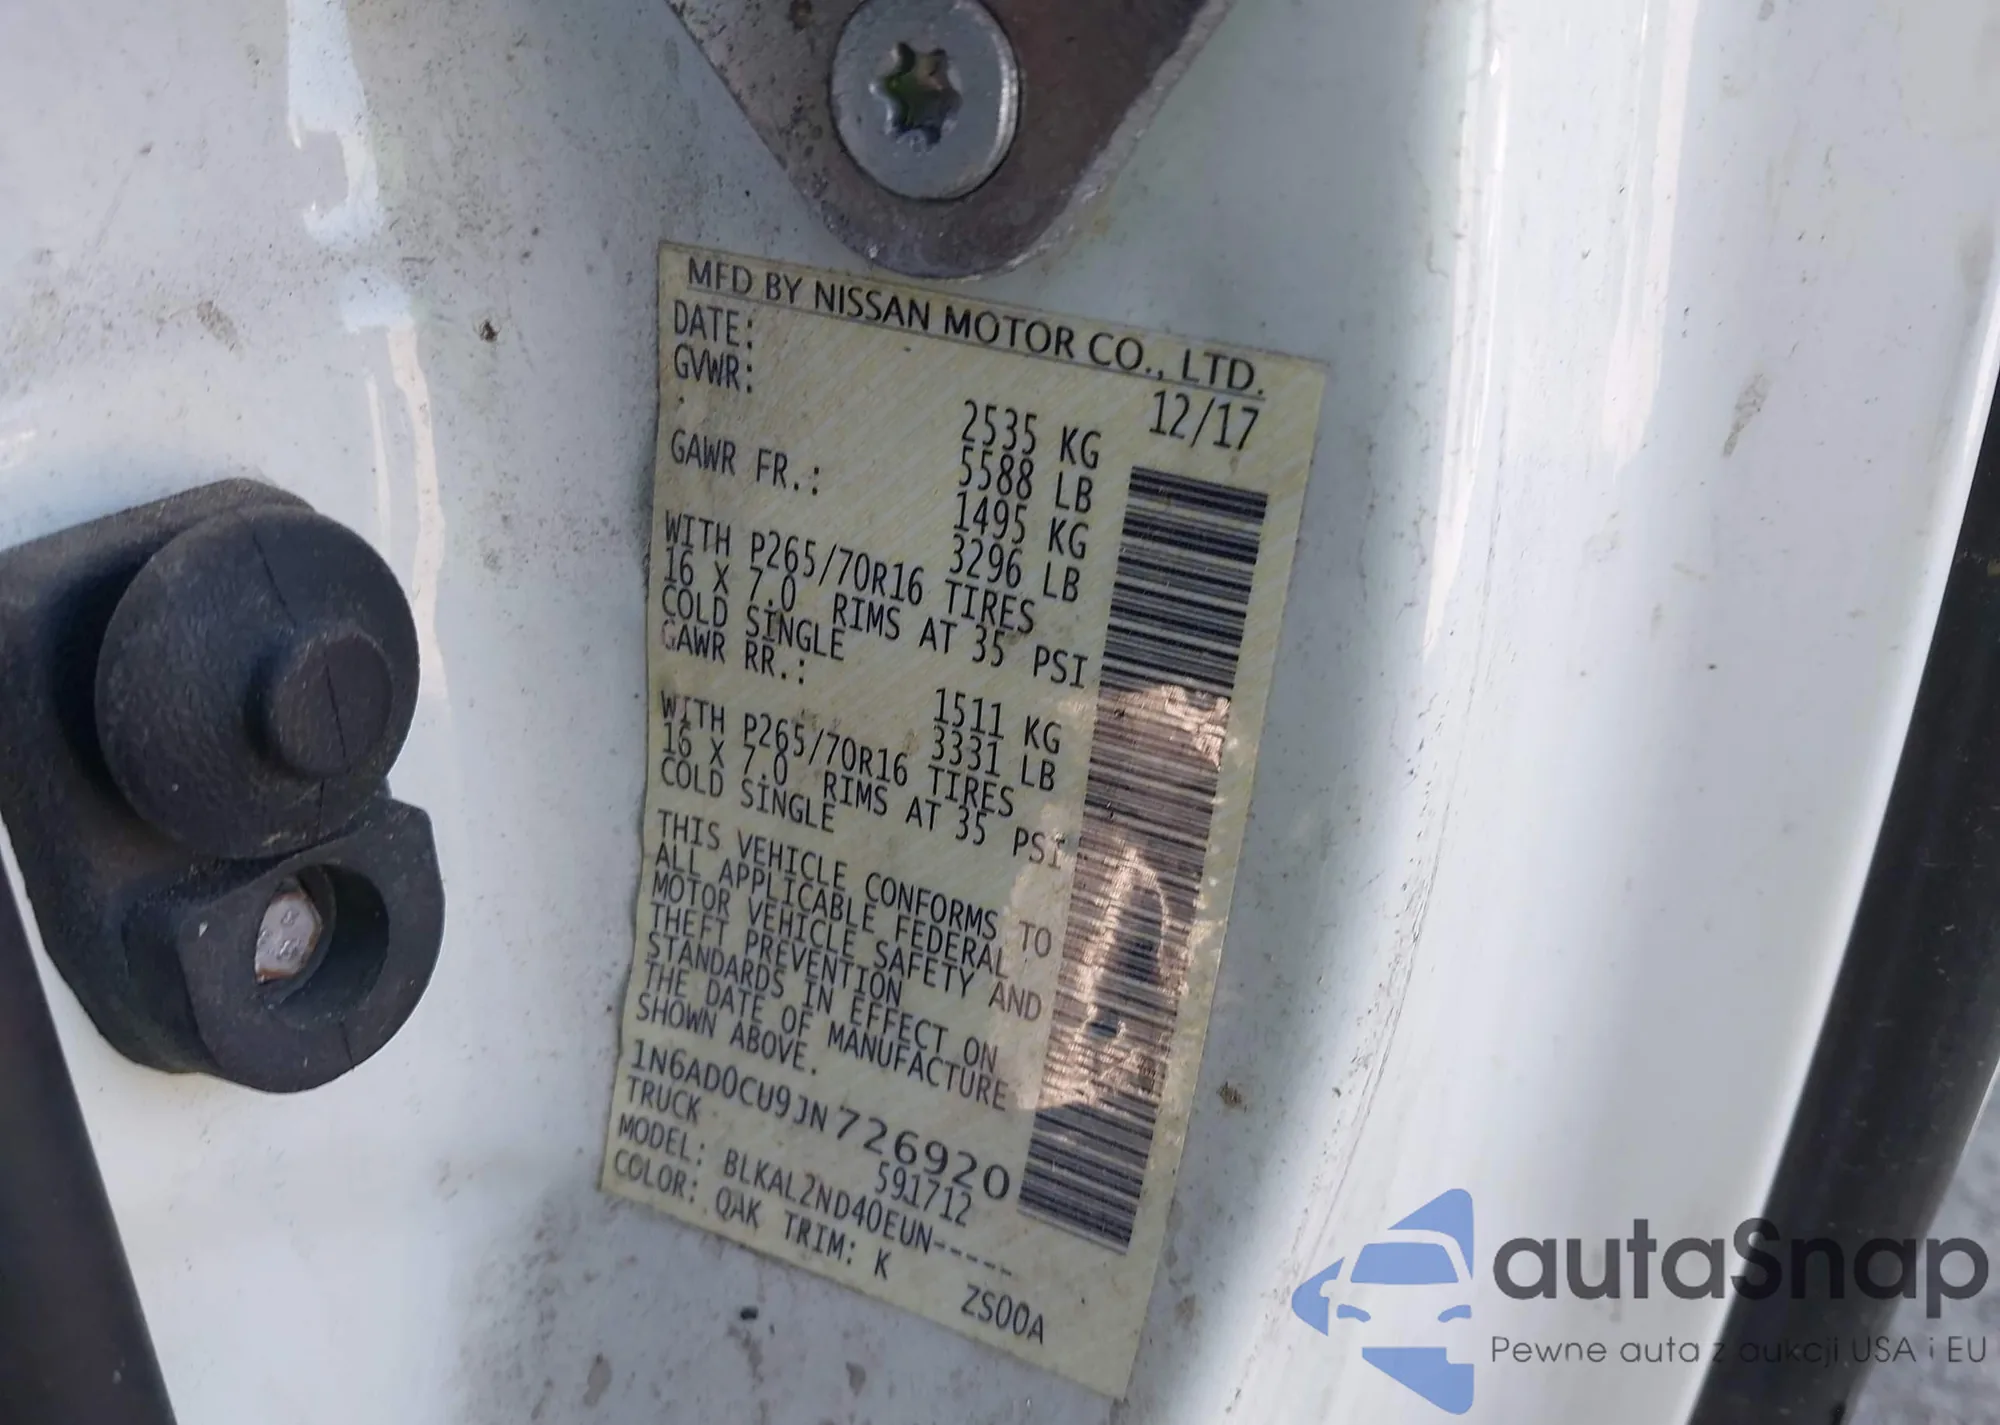 MFD BY NISSAN MOTOR CO., LTD.
DATE: 12/17
GVWR: 2535 KG
5588 LB
GAWR FR.: 1495 KG
3296 LB
WITH P265/70R16 TIRES
16 X 7.0 RIMS AT 35 PSI
COLD SINGLE
GAWR RR.: 1511 KG
3331 LB
WITH P265/70R16 TIRES
16 X 7.0 RIMS AT 35 PSI
COLD SINGLE
THIS VEHICLE CONFORMS TO
ALL APPLICABLE FEDERAL
MOTOR VEHICLE SAFETY AND
THEFT PREVENTION
STANDARDS IN EFFECT ON
THE DATE OF MANUFACTURE
SHOWN ABOVE.
1N6AD0CU9JN726920
TRUCK 591712
MODEL: BLKAL2ND40EUN-----
COLOR: QAK TRIM: K ZS00A
autaSnap
Pewne auta z aukcji USA i EU